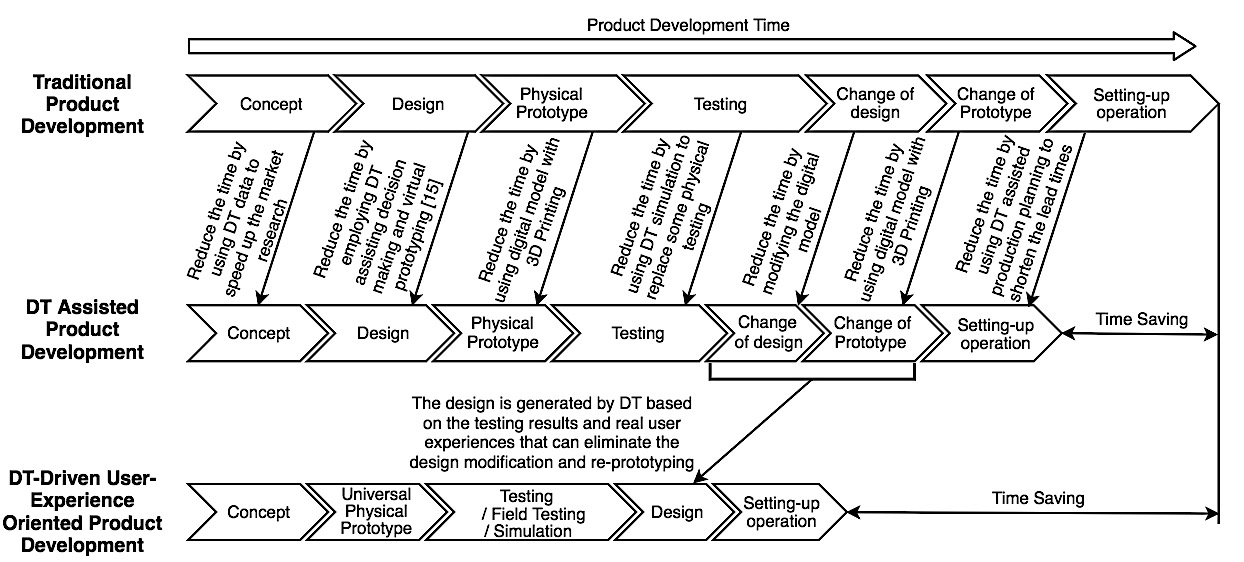 Product Development Time
Traditional
Product
Development
Concept
Design
Physical
Prototype
Testing
Change of
design
Change of
Prototype
Setting-up
operation
Reduce the time by
using DT data to
speed up the market
research
Reduce the time by
employing DT
assisting decision
making and virtual
prototyping [15]
Reduce the time by
using digital model with
3D Printing
Reduce the time by
using DT simulation to
replace some physical
testing
Reduce the time by
modifying the digital
model
Reduce the time by
using digital model with
3D Printing
Reduce the time by
using DT assisted
production planning to
shorten the lead times
DT Assisted
Product
Development
Concept
Design
Physical
Prototype
Testing
Change
of design
Change of
Prototype
Setting-up
operation
Time Saving
The design is generated by DT based
on the testing results and real user
experiences that can eliminate the
design modification and re-prototyping
DT-Driven User-
Experience
Oriented Product
Development
Concept
Universal
Physical
Prototype
Testing
/ Field Testing
/ Simulation
Design
Setting-up
operation
Time Saving